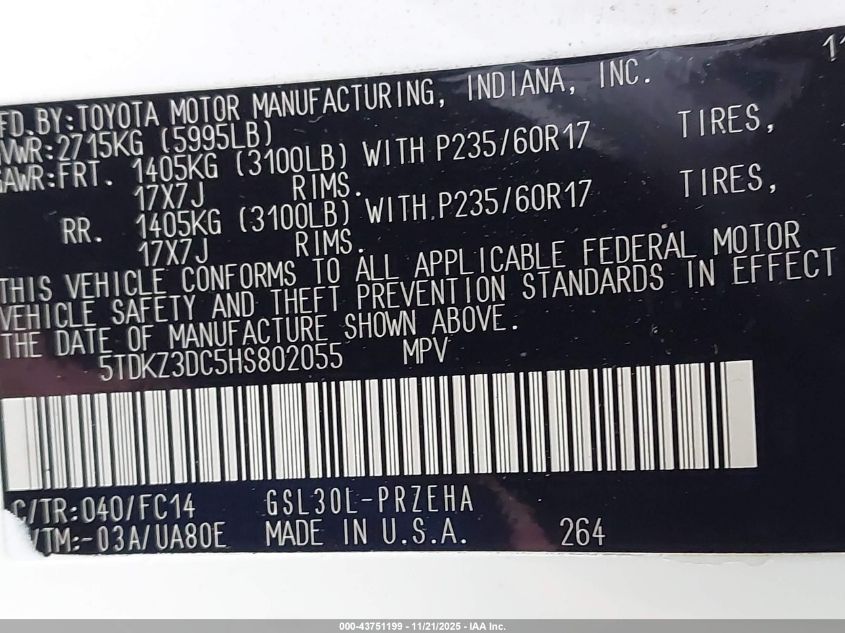 11
FD.BY:TOYOTA MOTOR MANUFACTURING, INDIANA, INC.
VWR:2715KG (5995LB)
GAWR:FRT. 1405KG (3100LB) WITH P235/60R17 TIRES,
17X7J RIMS.
RR. 1405KG (3100LB) WITH P235/60R17 TIRES,
17X7J RIMS.
THIS VEHICLE CONFORMS TO ALL APPLICABLE FEDERAL MOTOR
VEHICLE SAFETY AND THEFT PREVENTION STANDARDS IN EFFECT
THE DATE OF MANUFACTURE SHOWN ABOVE.
5TDKZ3DC5HS802055 MPV
C/TR:040/FC14 GSL30L-PRZEHA
/TM:-03A/UA80E MADE IN U.S.A. 264
000-43751199 - 11/21/2025 - IAA Inc.